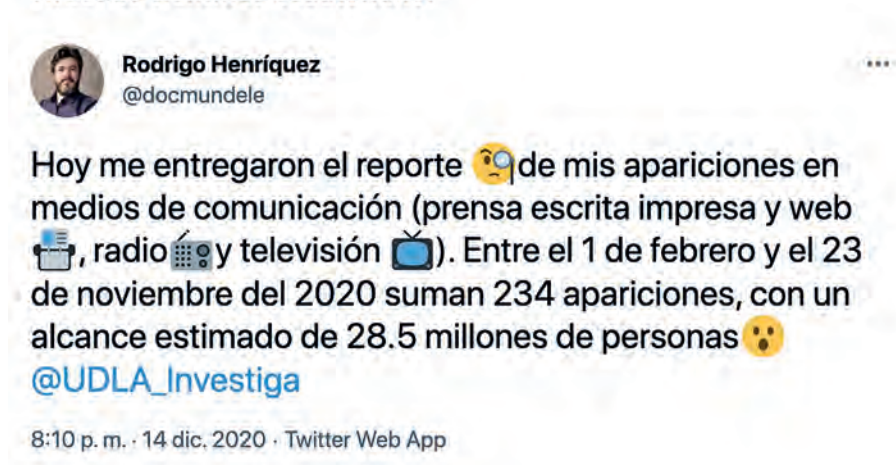 Rodrigo Henríquez
@docmundele
Hoy me entregaron el reporte 🧐de mis apariciones en
medios de comunicación (prensa escrita impresa y web
📠, radio📻y televisión 📺). Entre el 1 de febrero y el 23
de noviembre del 2020 suman 234 apariciones, con un
alcance estimado de 28.5 millones de personas😮
@UDLA_Investiga
8:10 p. m. · 14 dic. 2020 · Twitter Web App